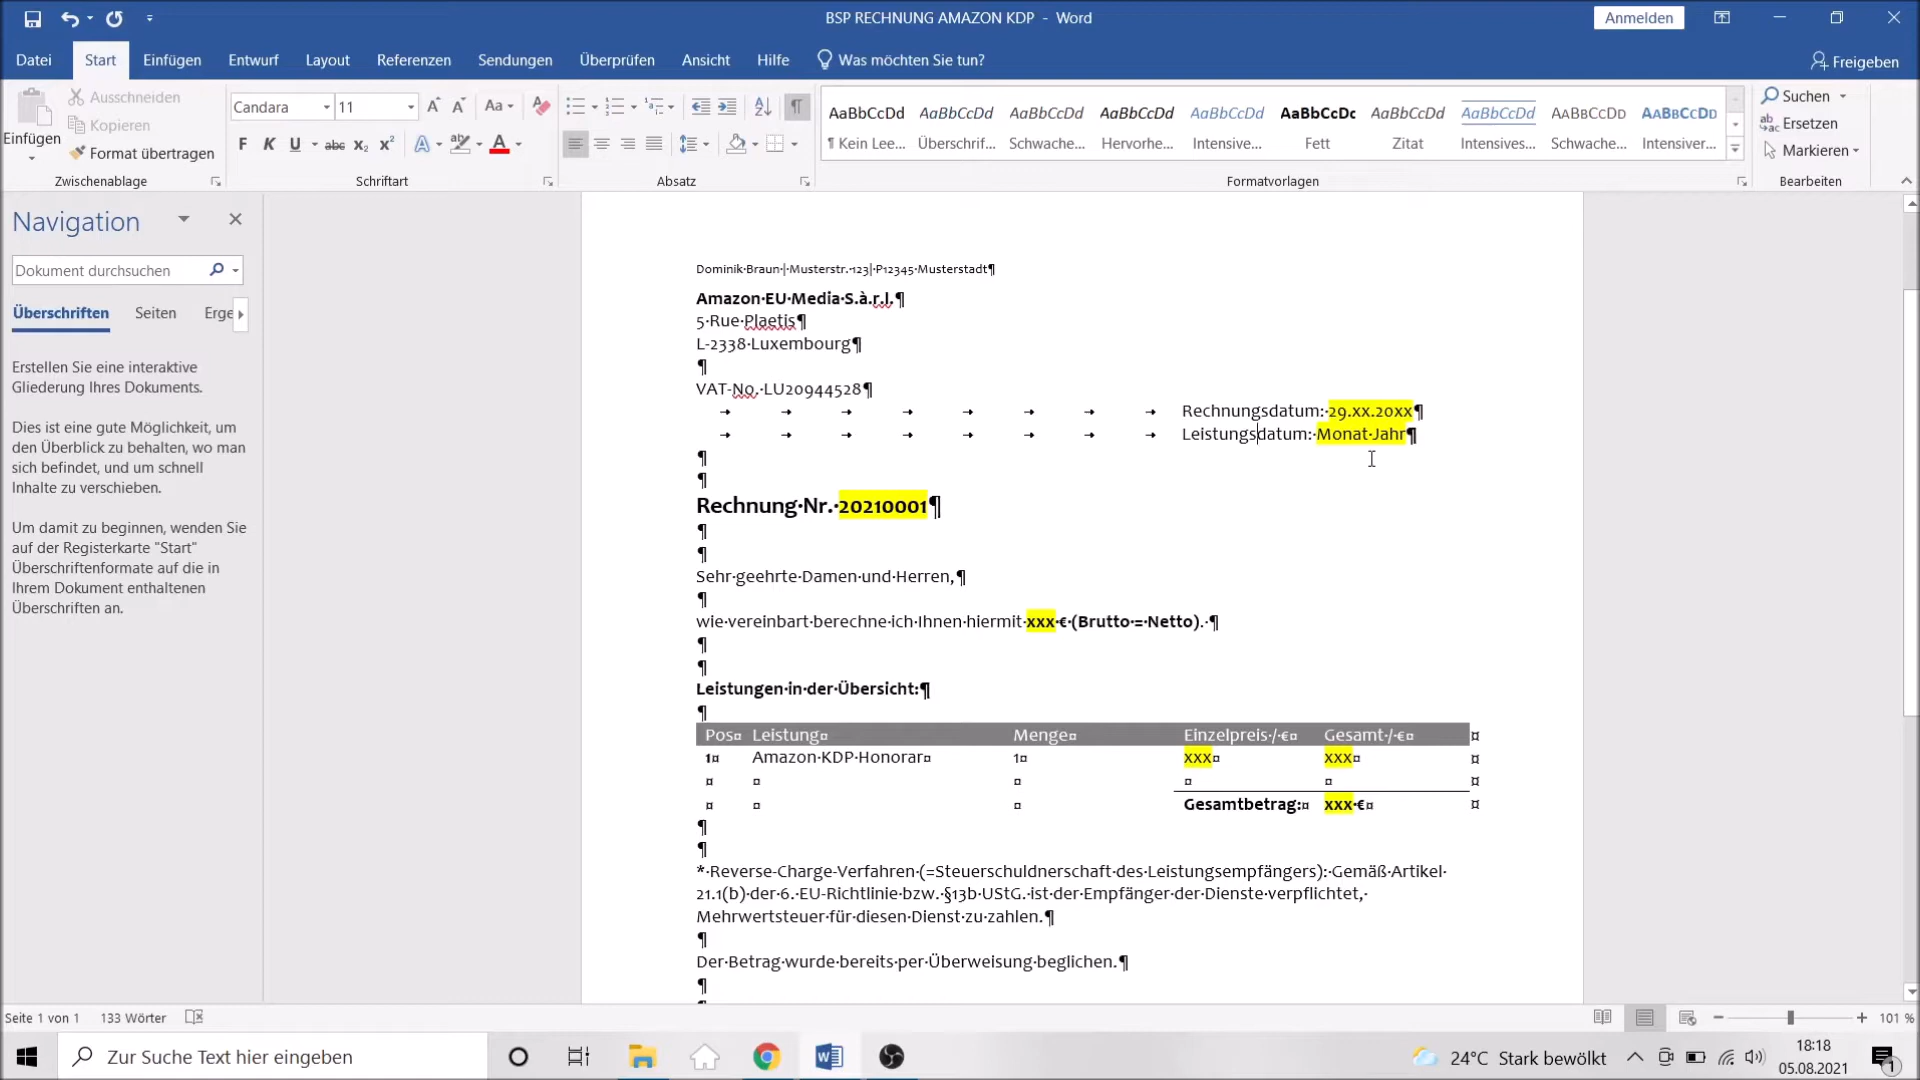 BSP RECHNUNG AMAZON KDP - Word
Anmelden
Datei Start Einfügen Entwurf Layout Referenzen Sendungen Überprüfen Ansicht Hilfe Was möchten Sie tun? Freigeben
Einfügen
Ausschneiden
Kopieren
Format übertragen
Zwischenablage
Candara 11
Schriftart
Absatz
AaBbCcDd AaBbCcDd AaBbCcDd AaBbCcDd AaBbCcDd AaBbCcDc AaBbCcDd AaBbCcDd AABBCCDD AABBCCDD
¶ Kein Lee... Überschrif... Schwache... Hervorhe... Intensive... Fett Zitat Intensives... Schwache... Intensiver...
Formatvorlagen
Suchen
Ersetzen
Markieren
Bearbeiten
Navigation
Dokument durchsuchen
Überschriften Seiten Erge
Erstellen Sie eine interaktive
Gliederung Ihres Dokuments.
Dies ist eine gute Möglichkeit, um
den Überblick zu behalten, wo man
sich befindet, und um schnell
Inhalte zu verschieben.
Um damit zu beginnen, wenden Sie
auf der Registerkarte "Start"
Überschriftenformate auf die in
Ihrem Dokument enthaltenen
Überschriften an.
Dominik·Braun·|·Musterstr.·123|·P12345·Musterstadt¶
Amazon·EU·Media·S.à.r.l.¶
5·Rue·Plaetis¶
L-2338·Luxembourg¶
¶
VAT-No.·LU20944528¶
→ → → → → → → → Rechnungsdatum:·29.xx.20xx¶
→ → → → → → → → Leistungsdatum:·Monat·Jahr¶
¶
¶
Rechnung·Nr.·20210001¶
¶
¶
Sehr·geehrte·Damen·und·Herren,¶
¶
wie·vereinbart·berechne·ich·Ihnen·hiermit·xxx·€·(Brutto·=·Netto).·¶
¶
¶
Leistungen·in·der·Übersicht:¶
¶
Pos¤ Leistung¤ Menge¤ Einzelpreis·/·€¤ Gesamt·/·€¤ ¤
1¤ Amazon·KDP·Honorar¤ 1¤ xxx¤ xxx¤ ¤
¤ ¤ ¤ ¤ ¤ ¤
¤ ¤ ¤ Gesamtbetrag:¤ xxx·€¤ ¤
¶
¶
*·Reverse-Charge-Verfahren·(=Steuerschuldnerschaft·des·Leistungsempfängers):·Gemäß·Artikel·
21.1(b)·der·6.·EU-Richtlinie·bzw.·§13b·UStG.·ist·der·Empfänger·der·Dienste·verpflichtet,·
Mehrwertsteuer·für·diesen·Dienst·zu·zahlen.¶
¶
Der·Betrag·wurde·bereits·per·Überweisung·beglichen.¶
¶
Seite 1 von 1 133 Wörter 101 %
Zur Suche Text hier eingeben
24°C Stark bewölkt
18:18
05.08.2021
1